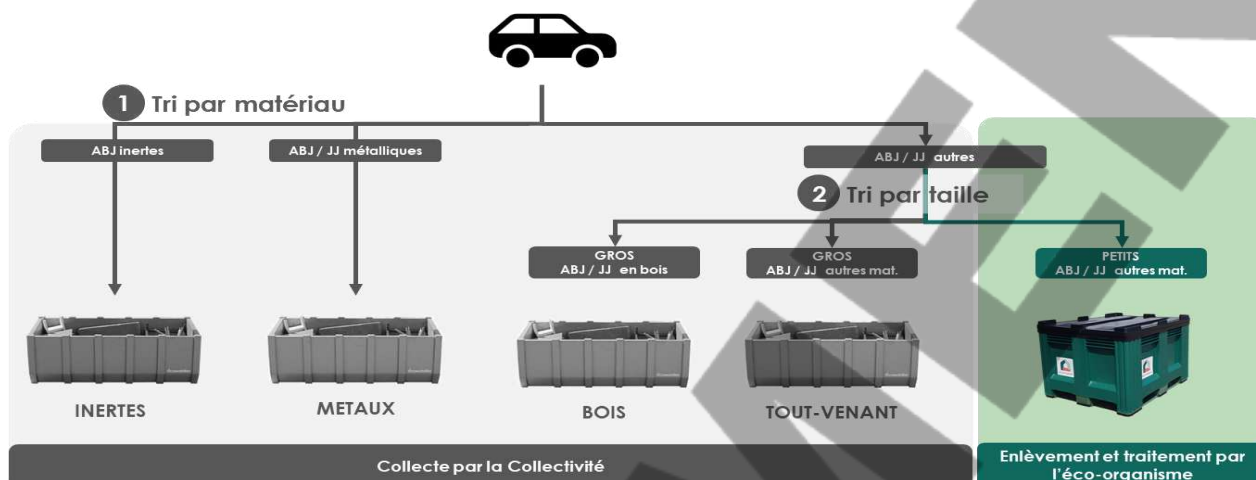 1 Tri par matériau
ABJ inertes
ABJ / JJ métalliques
ABJ / JJ autres
2 Tri par taille
GROS
ABJ / JJ en bois
GROS
ABJ / JJ autres mat.
PETITS
ABJ / JJ autres mat.
INERTES
METAUX
BOIS
TOUT-VENANT
Collecte par la Collectivité
Enlèvement et traitement par
l'éco-organisme